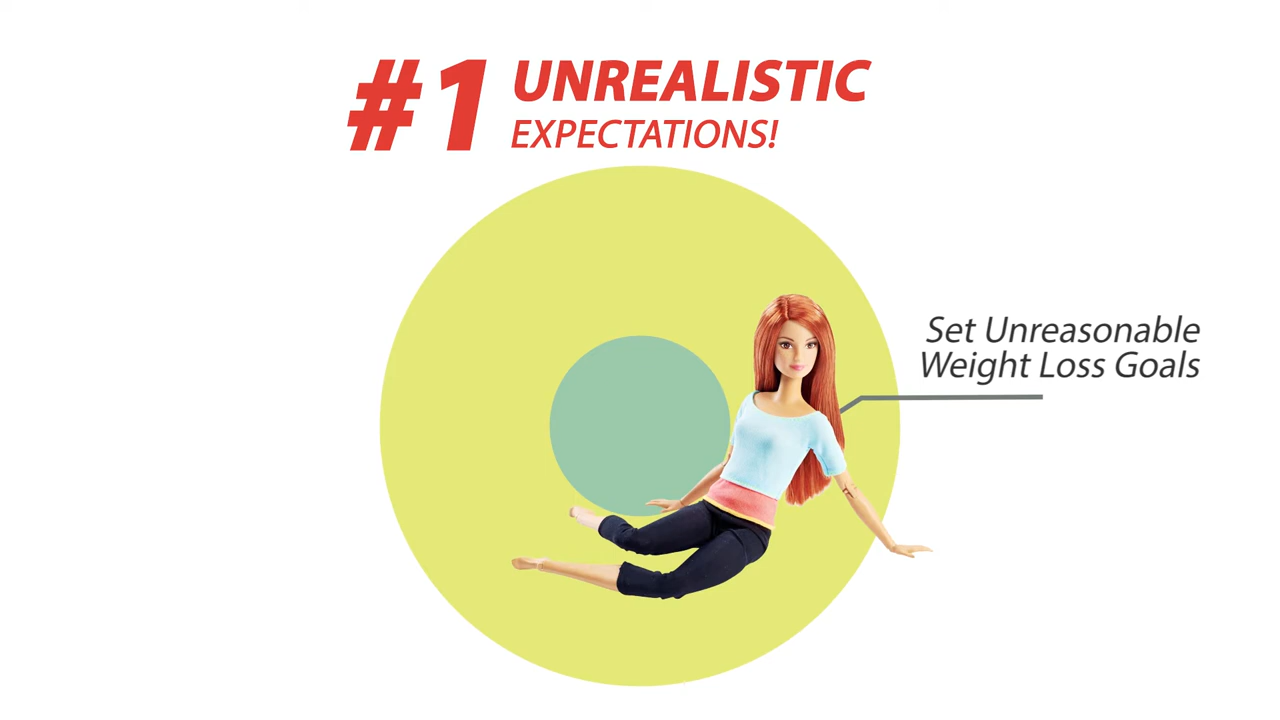 #1 UNREALISTIC
EXPECTATIONS!
Set Unreasonable
Weight Loss Goals